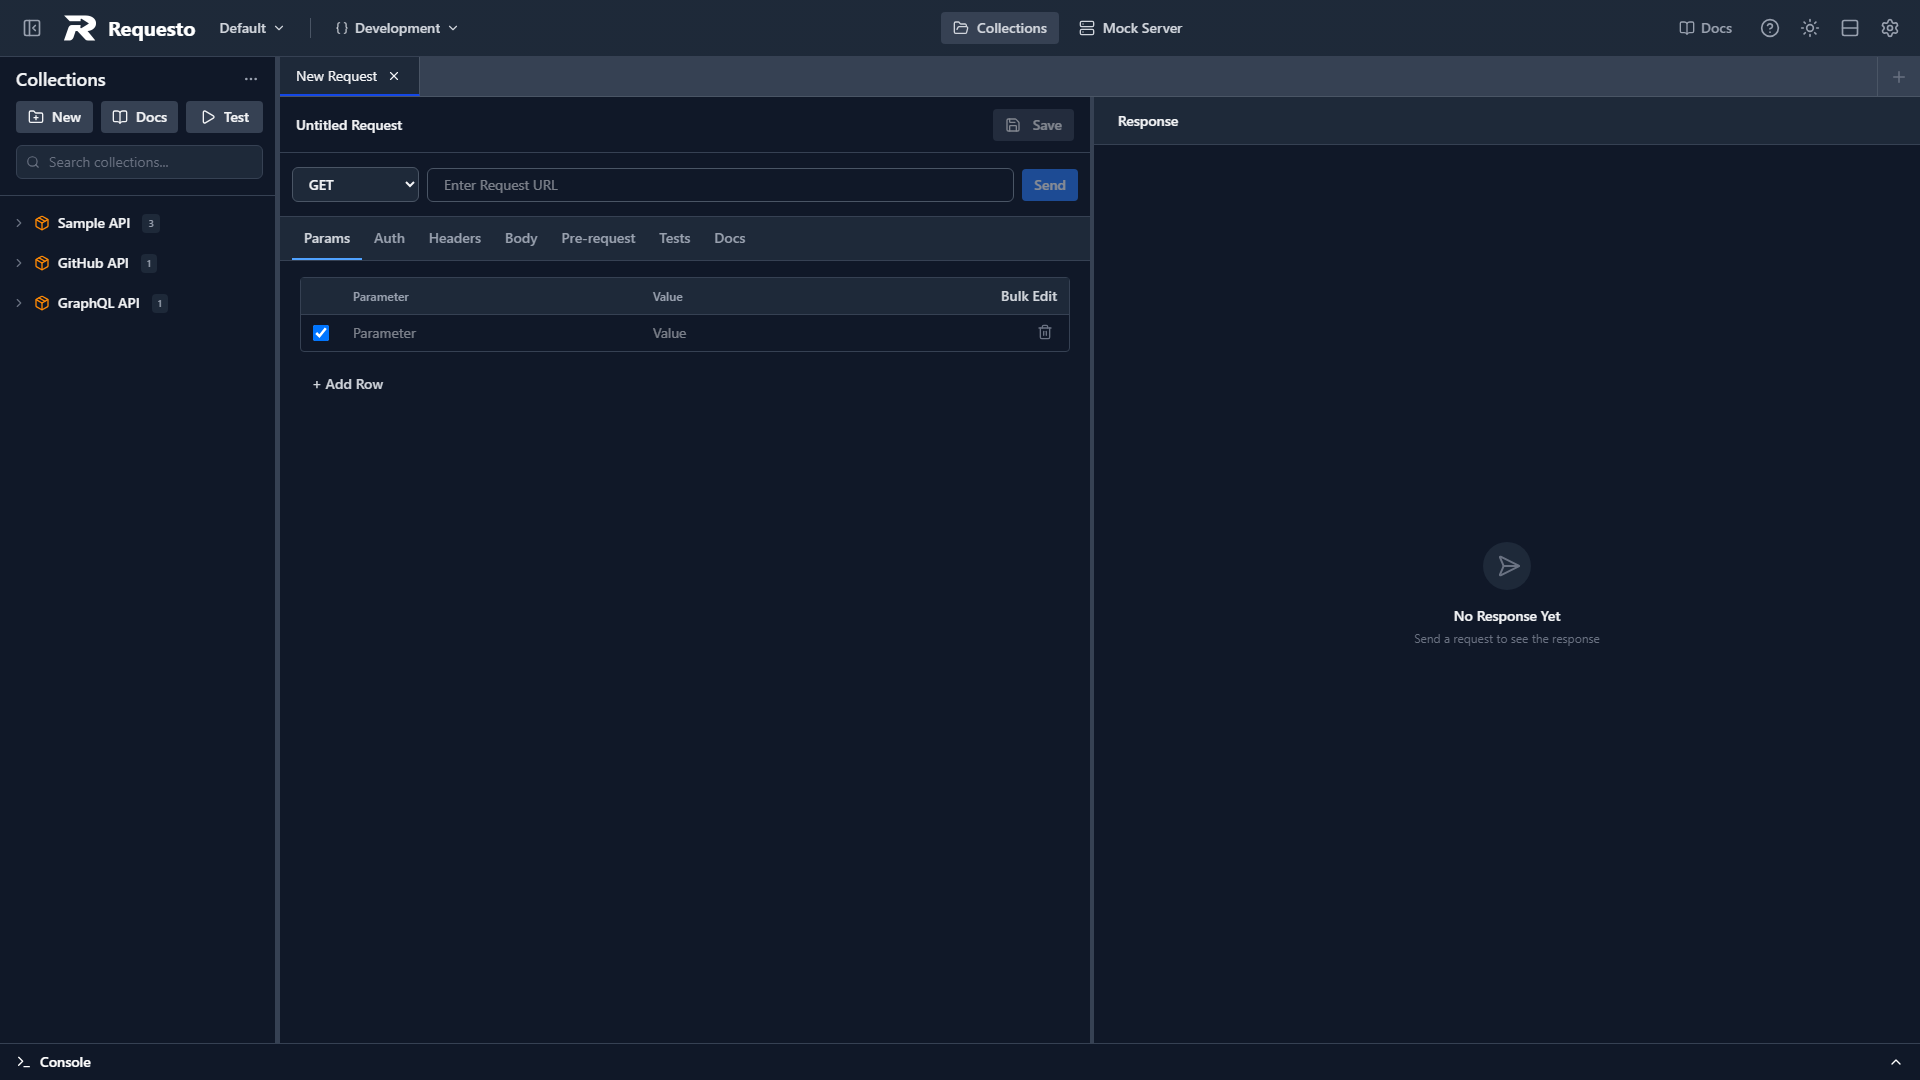 Requesto
Default
{ } Development
Collections
Mock Server
Docs
Collections
New
Docs
Test
Search collections...
Sample API 3
GitHub API 1
GraphQL API 1
New Request
Untitled Request
Save
GET
Enter Request URL
Send
Params
Auth
Headers
Body
Pre-request
Tests
Docs
Parameter
Value
Bulk Edit
Parameter
Value
+ Add Row
Response
No Response Yet
Send a request to see the response
Console